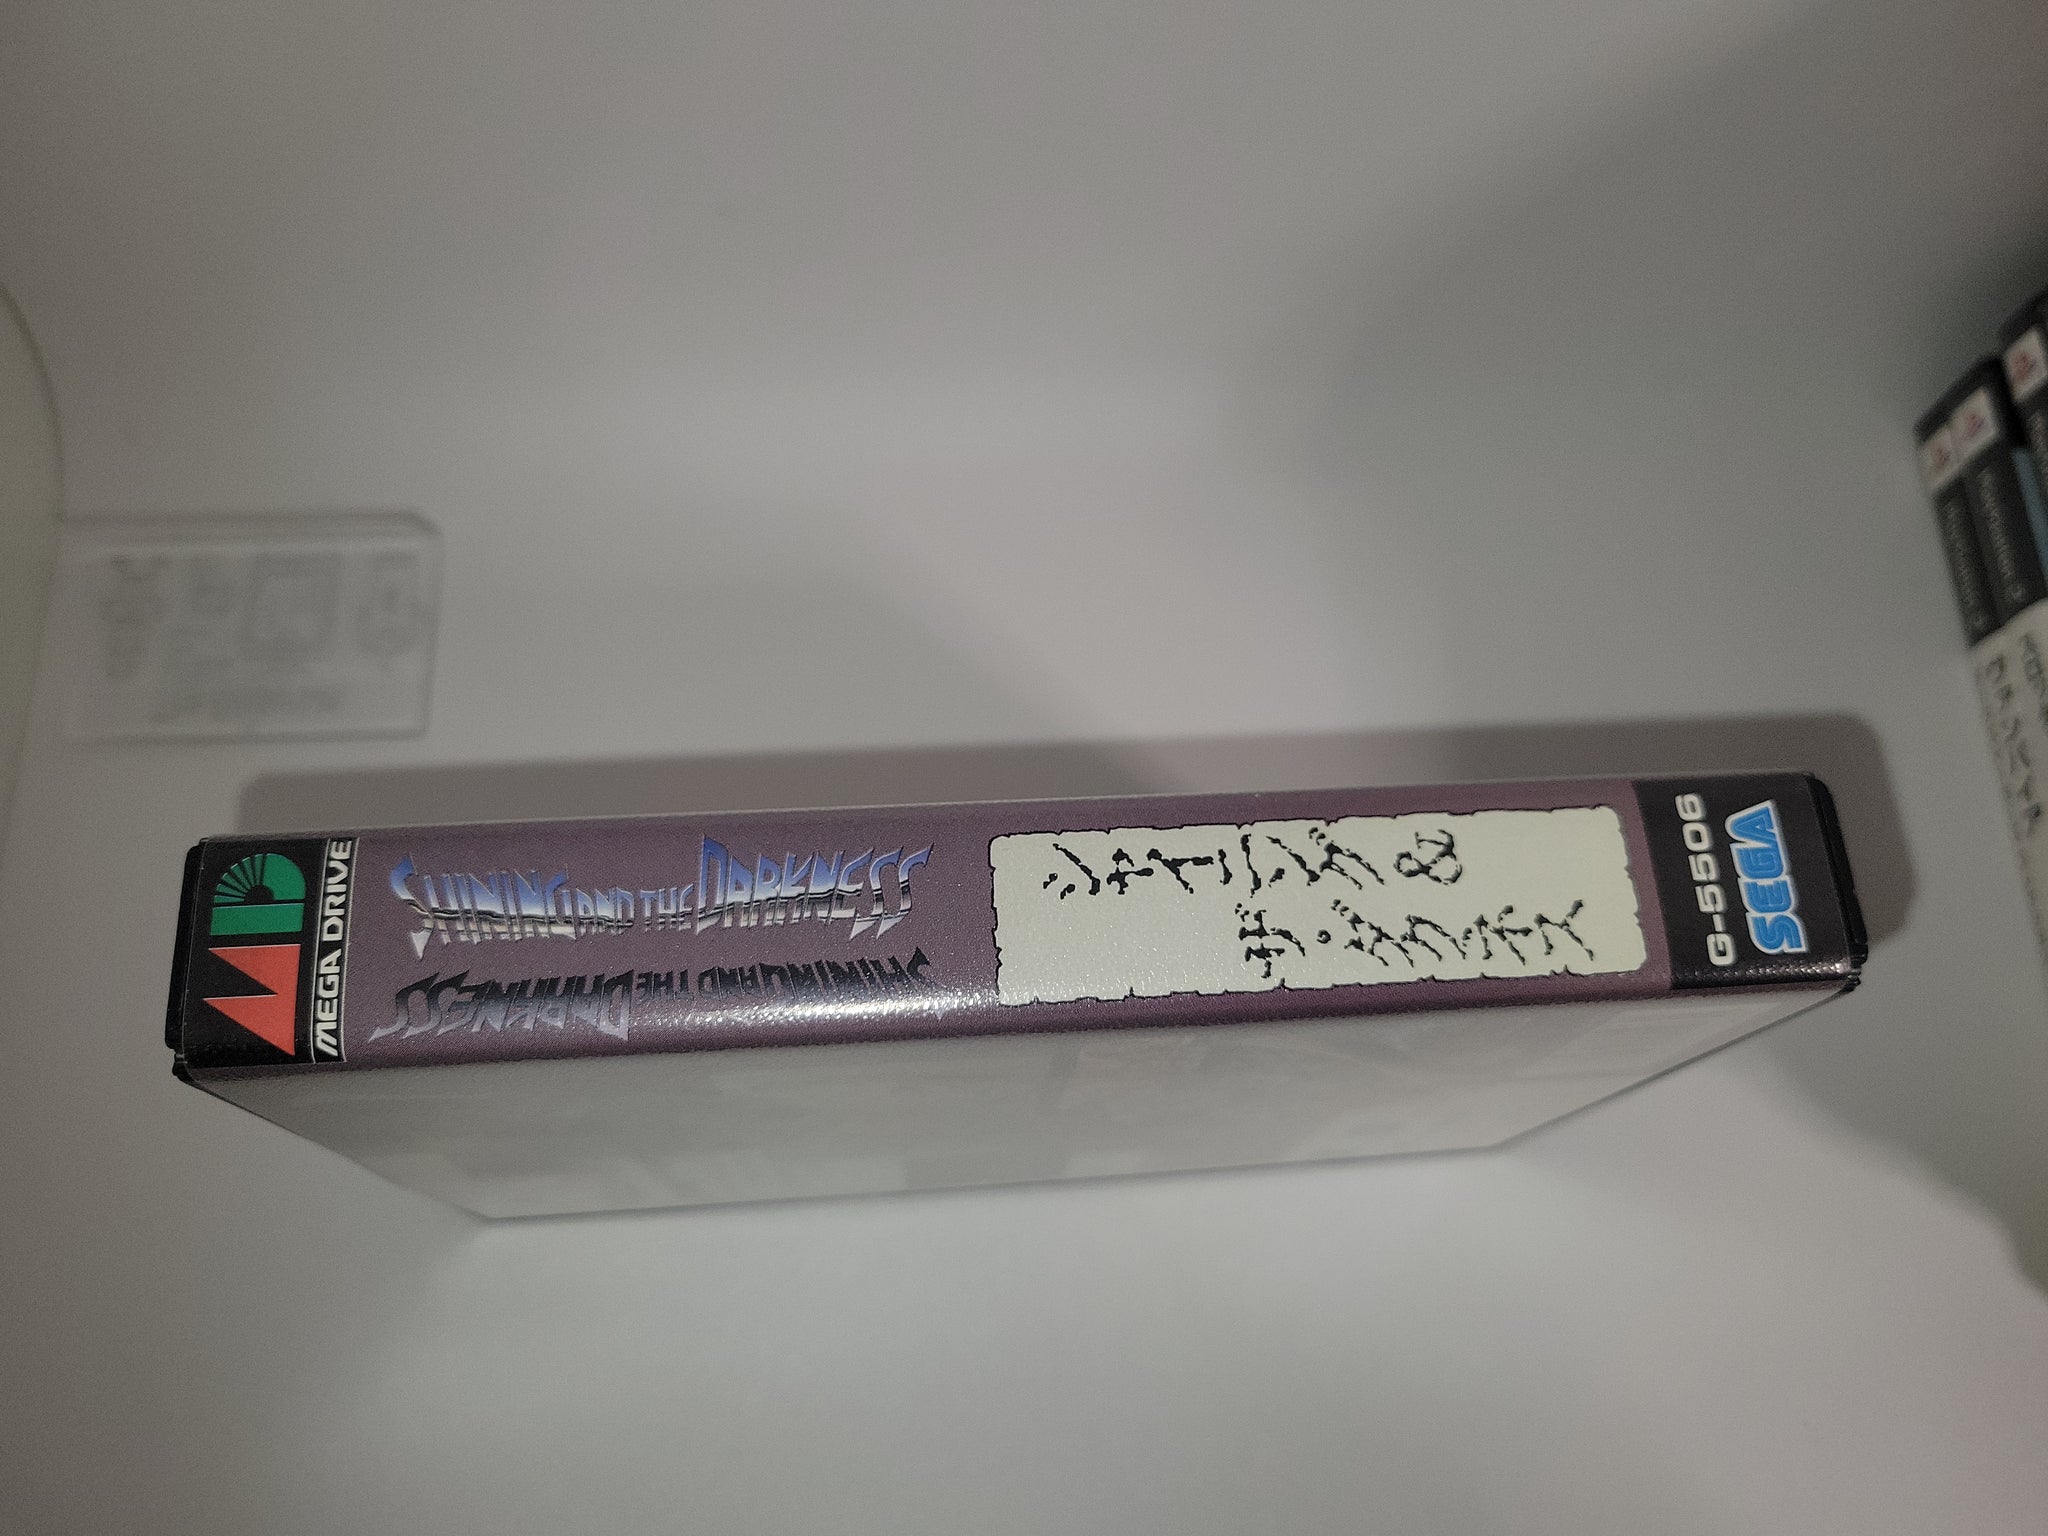 MD
MEGA DRIVE
SHINING AND THE DARKNESS
SHINING AND THE DARKNESS
シャイニング&
ザ・ダクネス
G-5506
SEGA